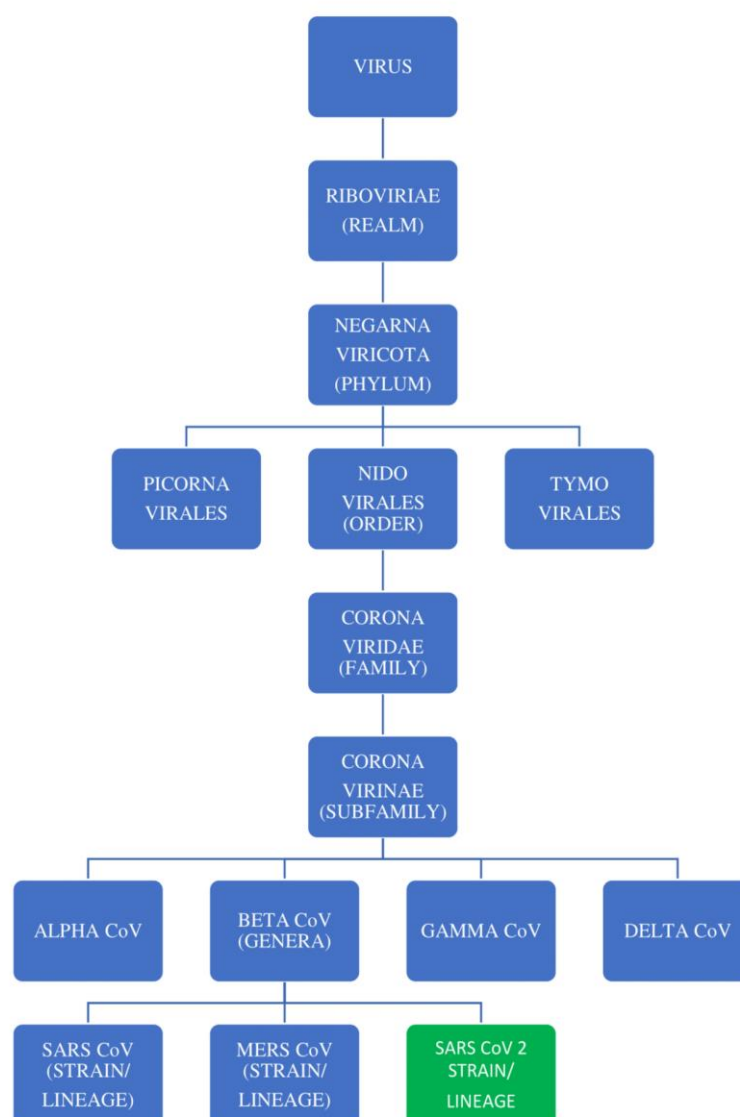 VIRUS
RIBOVIRIAE
(REALM)
NEGARNA
VIRICOTA
(PHYLUM)
PICORNA
VIRALES
NIDO
VIRALES
(ORDER)
TYMO
VIRALES
CORONA
VIRIDAE
(FAMILY)
CORONA
VIRINAE
(SUBFAMILY)
ALPHA CoV
BETA CoV
(GENERA)
GAMMA CoV
DELTA CoV
SARS CoV
(STRAIN/
LINEAGE)
MERS CoV
(STRAIN/
LINEAGE)
SARS CoV 2
STRAIN/
LINEAGE